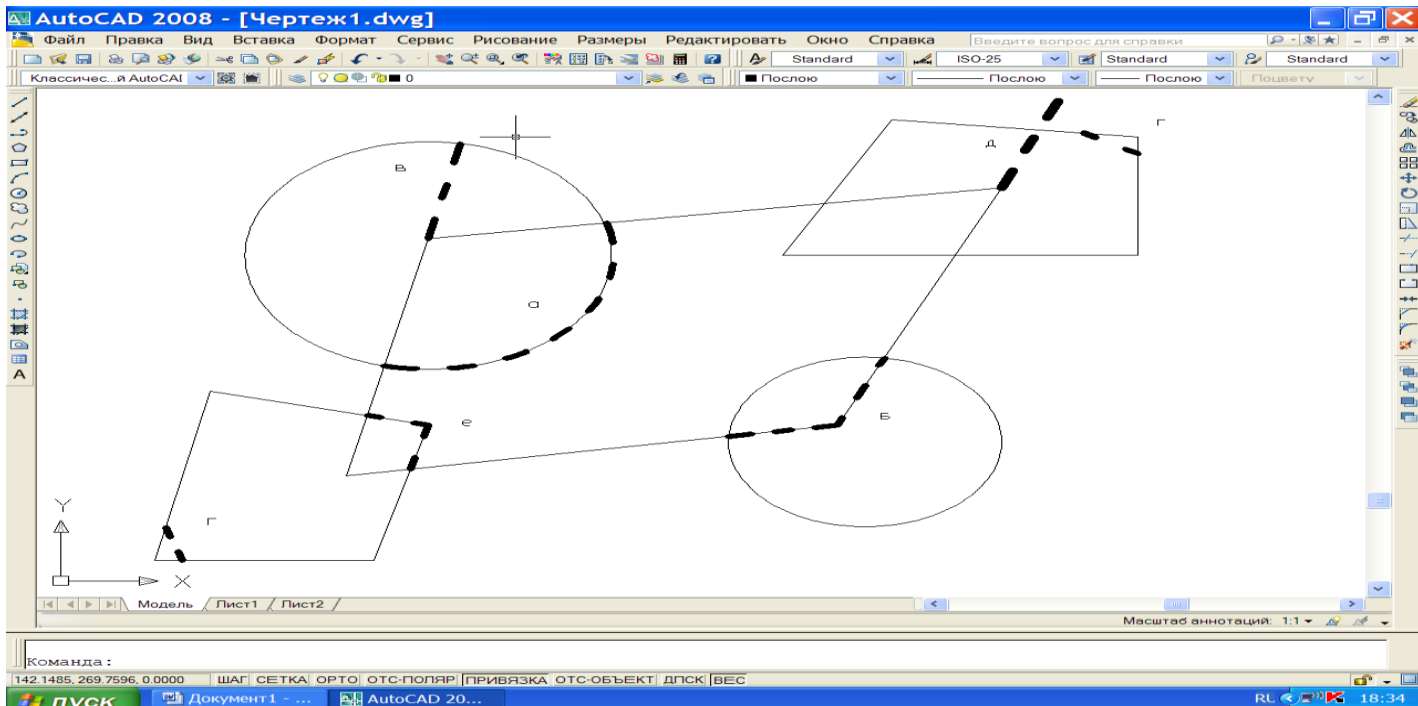 AutoCAD 2008 - [Чертеж1.dwg]
Файл Правка Вид Вставка Формат Сервис Рисование Размеры Редактировать Окно Справка Введите вопрос для справки
Standard ISO-25 Standard Standard
Классичес...й AutoCAI 0 Послою Послою Послою Поцвету
г
д
в
а
Б
е
г
Y
X
Модель Лист1 Лист2
Масштаб аннотаций: 1:1
Команда:
142.1485, 269.7596, 0.0000 ШАГ СЕТКА ОРТО ОТС-ПОЛЯР ПРИВЯЗКА ОТС-ОБЪЕКТ ДПСК ВЕС
пуск Документ1 - ... AutoCAD 20... RL 18:34